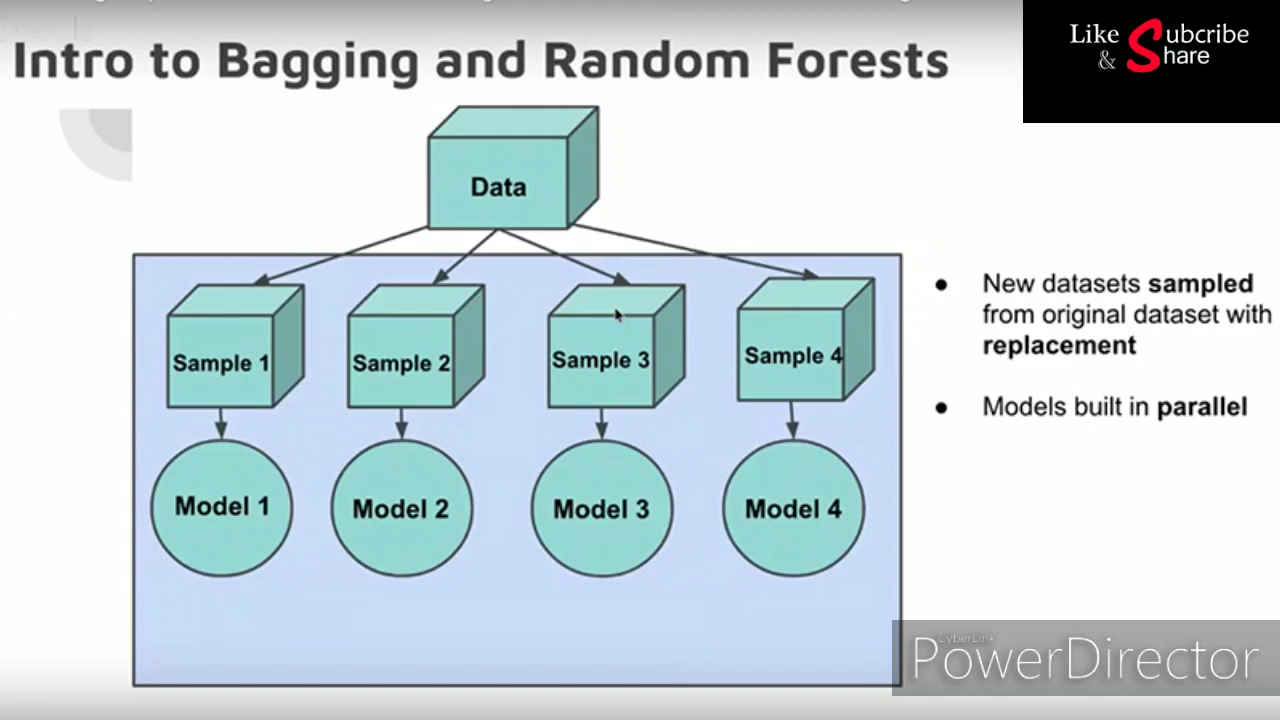 Intro to Bagging and Random Forests
Like Subcribe
& Share
Data
Sample 1
Sample 2
Sample 3
Sample 4
Model 1
Model 2
Model 3
Model 4
● New datasets sampled
from original dataset with
replacement
● Models built in parallel
CyberLink
PowerDirector